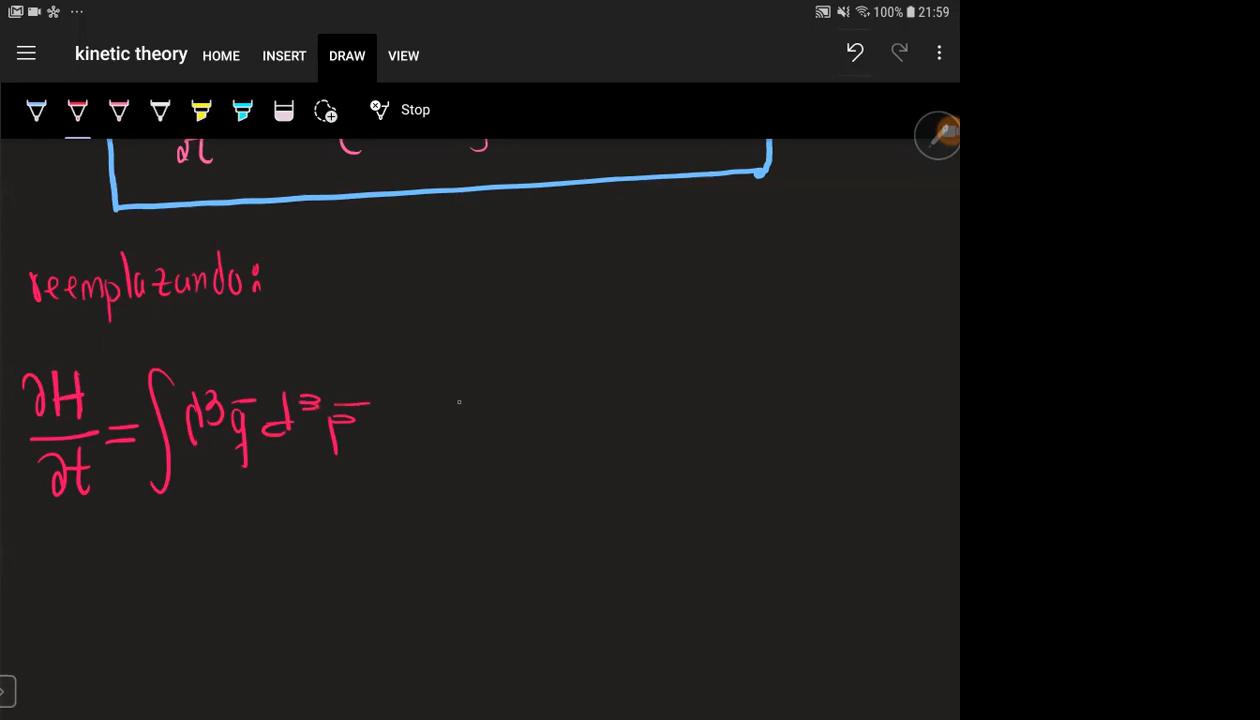 ··· 100% 21:59
kinetic theory HOME INSERT DRAW VIEW
Stop
∂t
reemplazando:
∂H/∂t = ∫ d³q̄ d³p̄